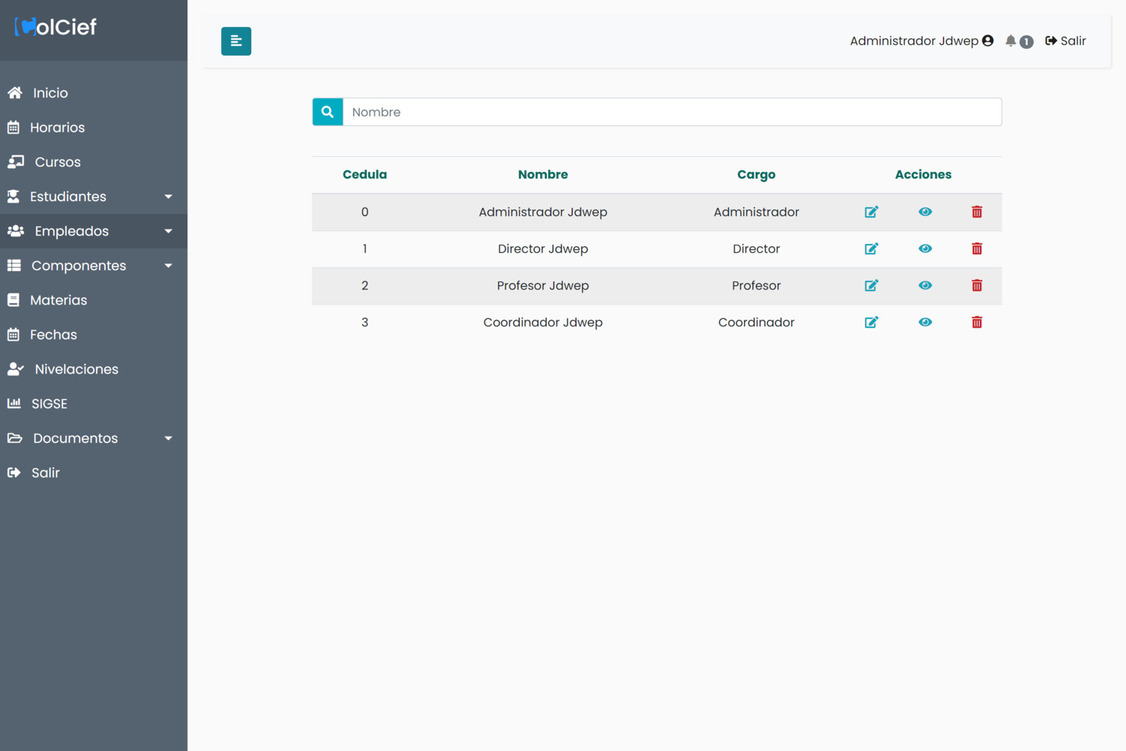 olCief
Administrador Jdwep 1 Salir
Inicio
Horarios
Cursos
Estudiantes
Empleados
Componentes
Materias
Fechas
Nivelaciones
SIGSE
Documentos
Salir
Nombre
Cedula Nombre Cargo Acciones
0 Administrador Jdwep Administrador
1 Director Jdwep Director
2 Profesor Jdwep Profesor
3 Coordinador Jdwep Coordinador